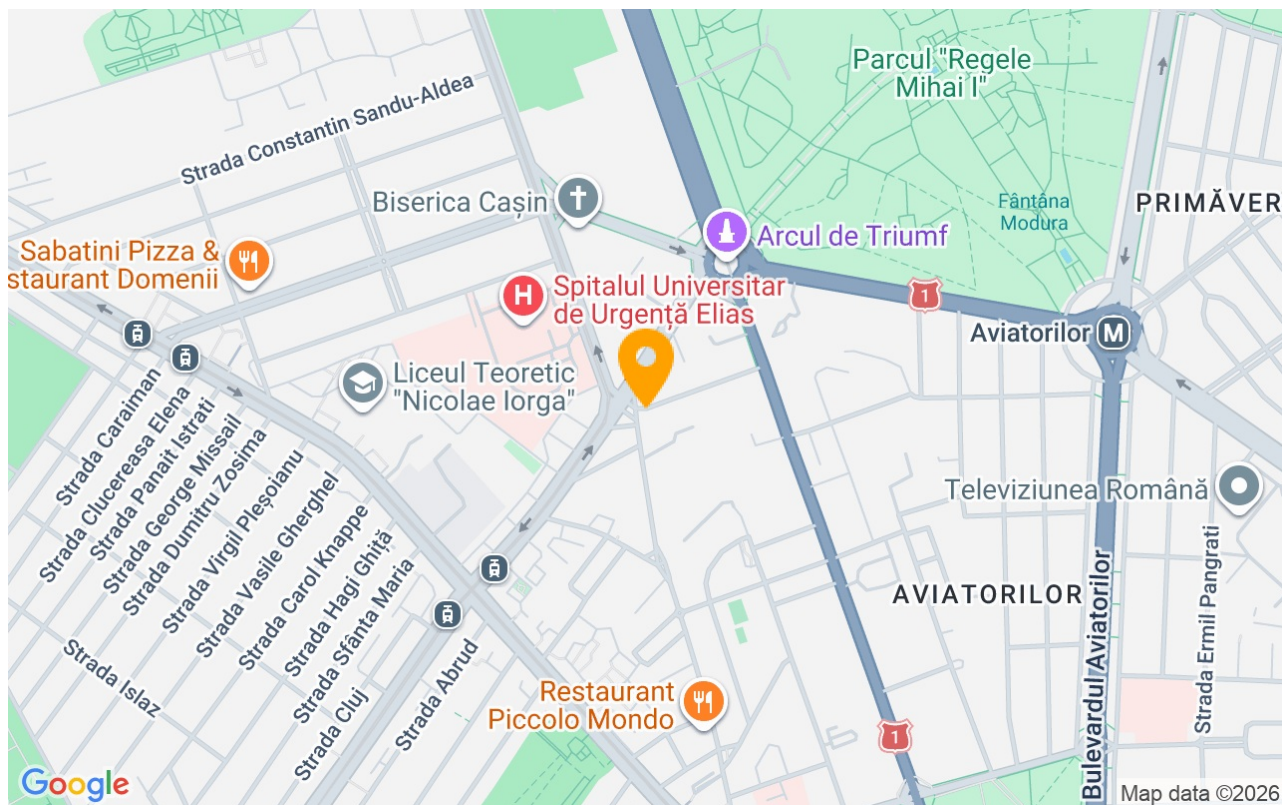 Parcul "Regele
Mihai I"
Strada Constantin Sandu-Aldea
Biserica Cașin
Fântâna
Modura
PRIMĂVER
Arcul de Triumf
Sabatini Pizza &
staurant Domenii
H
Spitalul Universitar
de Urgență Elias
1
Aviatorilor
M
Liceul Teoretic
"Nicolae Iorga"
Strada Caraiman
Strada Clucereasa Elena
Strada Panait Istrati
Strada George Missail
Strada Dumitru Zosima
Strada Virgil Pleșoianu
Strada Vasile Gherghel
Strada Carol Knappe
Strada Hagi Ghiță
Strada Sfânta Maria
Strada Cluj
Strada Islaz
Strada Abrud
Televiziunea Română
AVIATORILOR
Bulevardul Aviatorilor
Strada Ermil Pangrati
Restaurant
Piccolo Mondo
1
Google
Map data ©2026